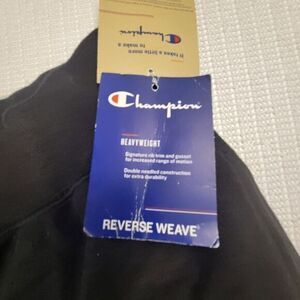 It takes a little more
to make a
Champion
Champion
HEAVYWEIGHT
Signature rib trim and gusset
for increased range of motion
Double needled construction
for extra durability
REVERSE WEAVE®